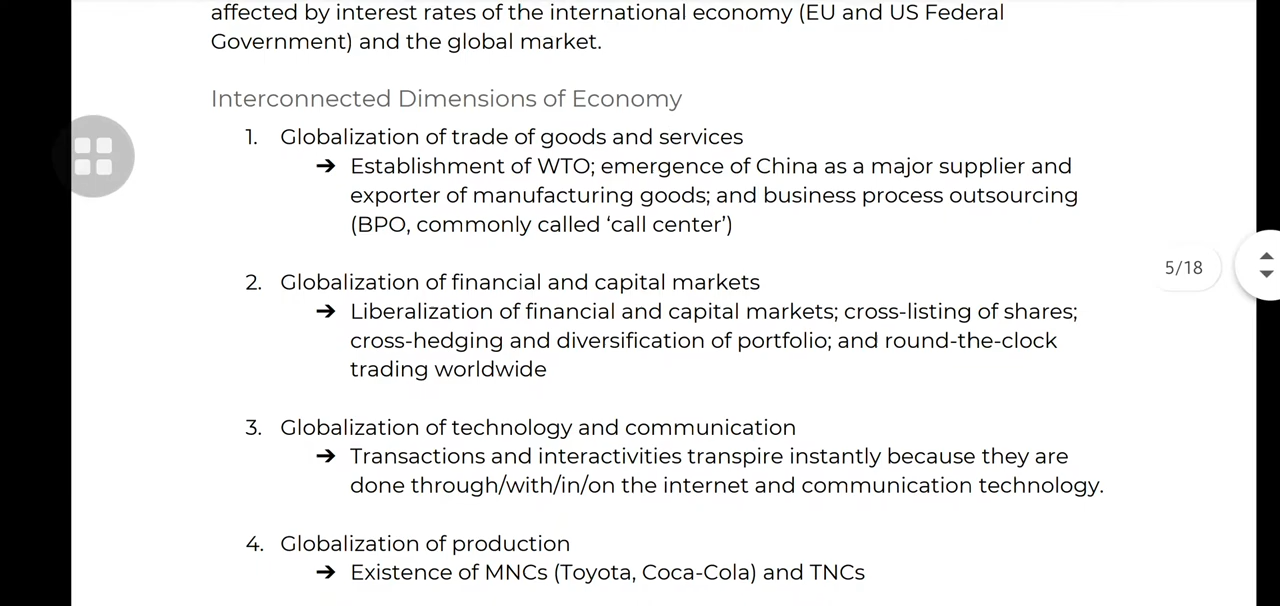 affected by interest rates of the international economy (EU and US Federal
Government) and the global market.
Interconnected Dimensions of Economy
1. Globalization of trade of goods and services
➔ Establishment of WTO; emergence of China as a major supplier and
exporter of manufacturing goods; and business process outsourcing
(BPO, commonly called ‘call center’)
5/18
2. Globalization of financial and capital markets
➔ Liberalization of financial and capital markets; cross-listing of shares;
cross-hedging and diversification of portfolio; and round-the-clock
trading worldwide
3. Globalization of technology and communication
➔ Transactions and interactivities transpire instantly because they are
done through/with/in/on the internet and communication technology.
4. Globalization of production
➔ Existence of MNCs (Toyota, Coca-Cola) and TNCs